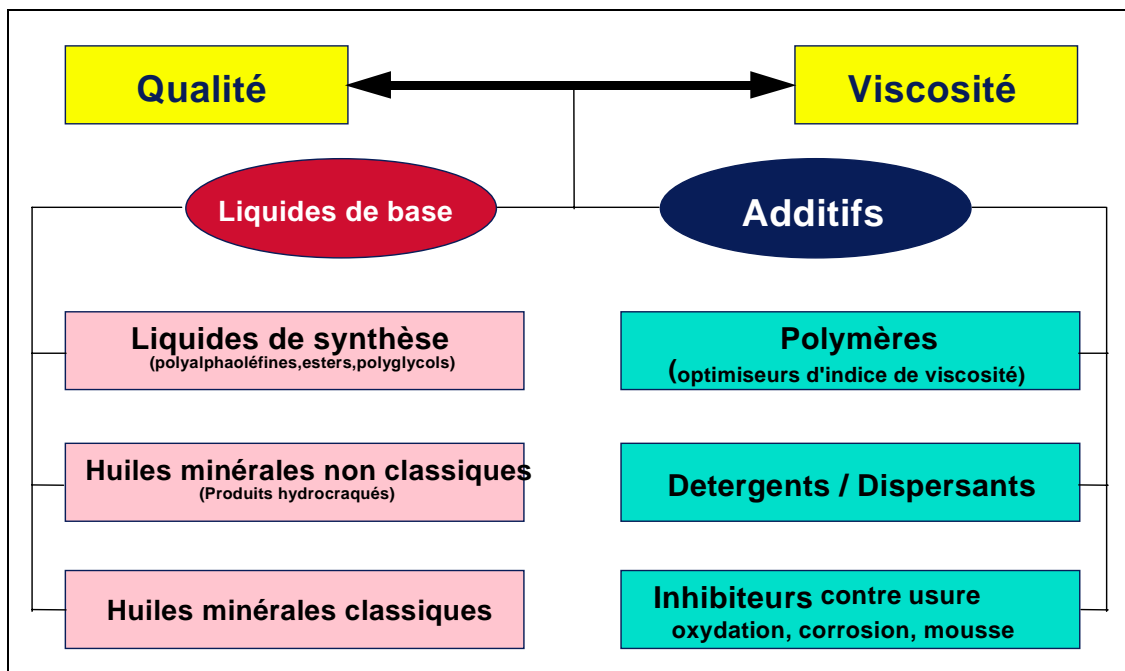 Qualité
Viscosité
Liquides de base
Additifs
Liquides de synthèse
(polyalphaoléfines,esters,polyglycols)
Huiles minérales non classiques
(Produits hydrocraqués)
Huiles minérales classiques
Polymères
(optimiseurs d'indice de viscosité)
Detergents / Dispersants
Inhibiteurs contre usure
oxydation, corrosion, mousse